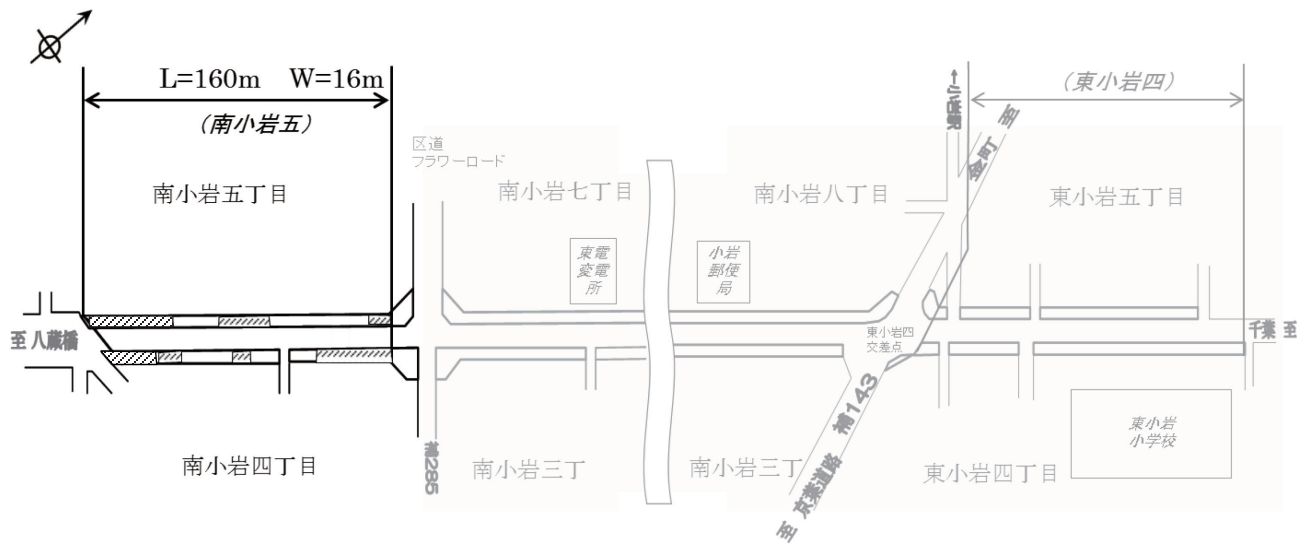 L=160m W=16m
(南小岩五)
←小岩駅
(東小岩四)
金町 至
区道
フラワーロード
南小岩五丁目
南小岩七丁目
南小岩八丁目
東小岩五丁目
東電
変電
所
小岩
郵便
局
至 八蔵橋
東小岩四
交差点
千葉 至
補143
補285
至 京葉道路
東小岩
小学校
南小岩四丁目
南小岩三丁
南小岩三丁
東小岩四丁目